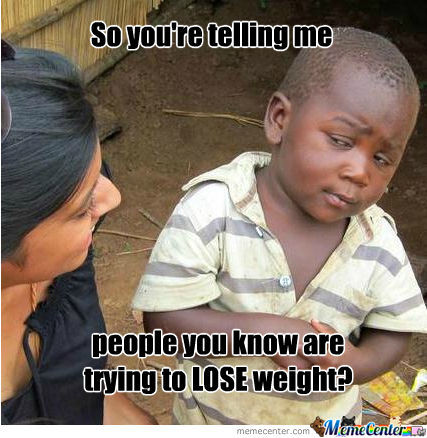 So you're telling me
people you know are
trying to LOSE weight?
memecenter.com MemeCenter